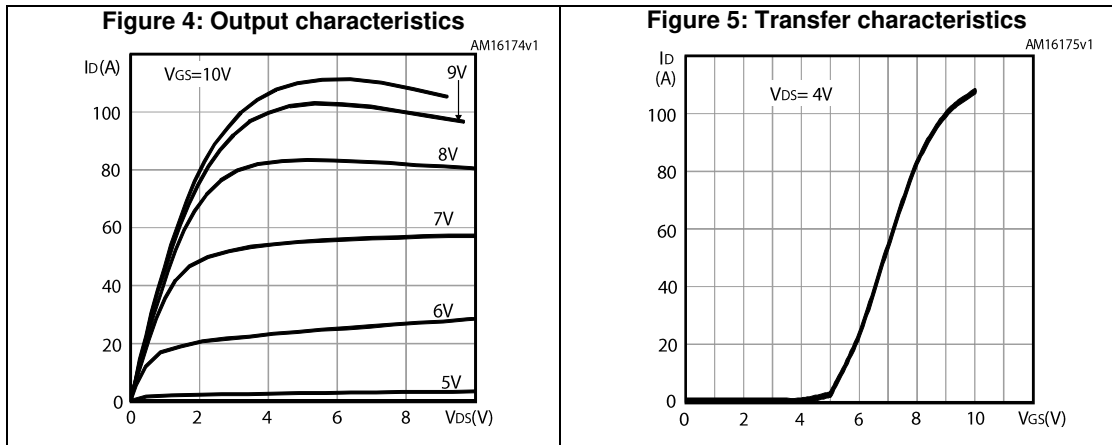 Figure 4: Output characteristics
AM16174v1
ID(A)
VGS=10V
9V
100
8V
80
7V
60
40
6V
20
5V
0
0 2 4 6 8 VDS(V)
Figure 5: Transfer characteristics
AM16175v1
ID
(A)
VDS= 4V
100
80
60
40
20
0
0 2 4 6 8 10 VGS(V)